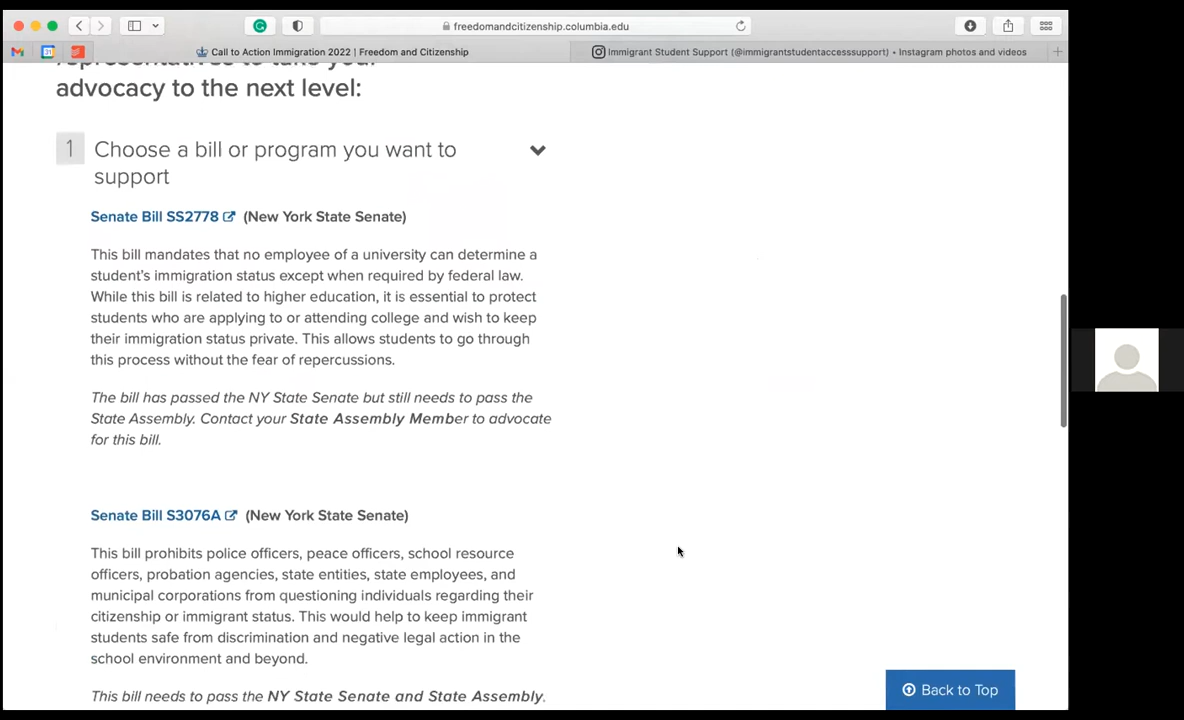 freedomandcitizenship.columbia.edu
Call to Action Immigration 2022 | Freedom and Citizenship
Immigrant Student Support (@immigrantstudentaccesssupport) • Instagram photos and videos
representatives to take your
advocacy to the next level:
1 Choose a bill or program you want to
support
Senate Bill SS2778 (New York State Senate)
This bill mandates that no employee of a university can determine a
student's immigration status except when required by federal law.
While this bill is related to higher education, it is essential to protect
students who are applying to or attending college and wish to keep
their immigration status private. This allows students to go through
this process without the fear of repercussions.
The bill has passed the NY State Senate but still needs to pass the
State Assembly. Contact your State Assembly Member to advocate
for this bill.
Senate Bill S3076A (New York State Senate)
This bill prohibits police officers, peace officers, school resource
officers, probation agencies, state entities, state employees, and
municipal corporations from questioning individuals regarding their
citizenship or immigrant status. This would help to keep immigrant
students safe from discrimination and negative legal action in the
school environment and beyond.
This bill needs to pass the NY State Senate and State Assembly.
Back to Top